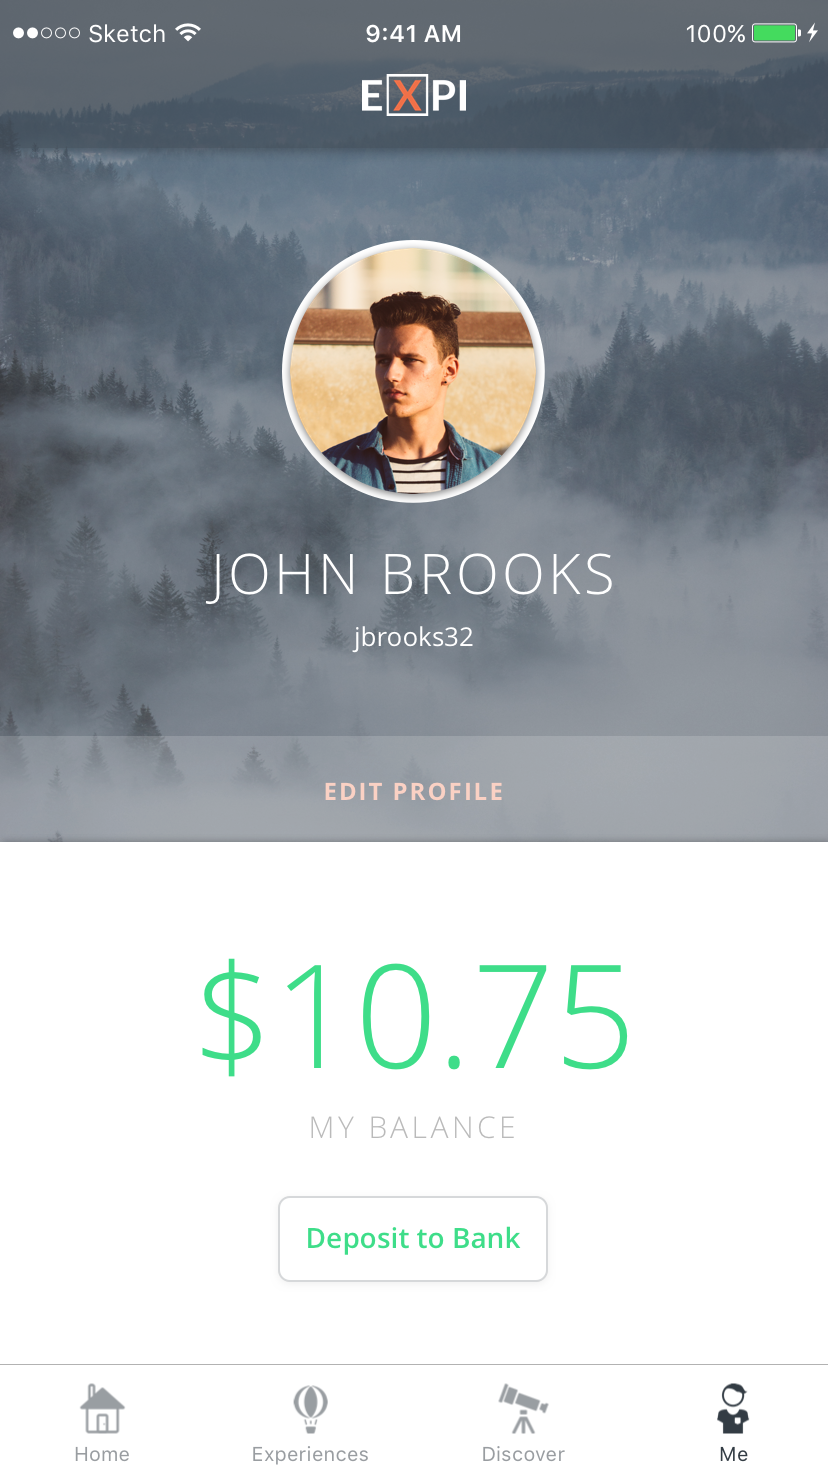 Sketch 9:41 AM 100%
EXPI
JOHN BROOKS
jbrooks32
EDIT PROFILE
$10.75
MY BALANCE
Deposit to Bank
Home Experiences Discover Me